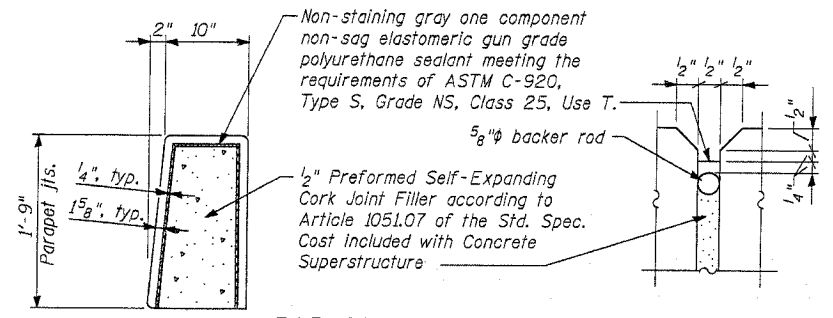 2" 10"
Non-staining gray one component
non-sag elastomeric gun grade
polyurethane sealant meeting the
requirements of ASTM C-920,
Type S, Grade NS, Class 25, Use T.
1/2" 1/2" 1/2"
1/2"
5/8"φ backer rod
1/4"
1/4", typ.
1 5/8", typ.
1'-9"
Parapet jts.
1/2" Preformed Self-Expanding
Cork Joint Filler according to
Article 1051.07 of the Std. Spec.
Cost included with Concrete
Superstructure